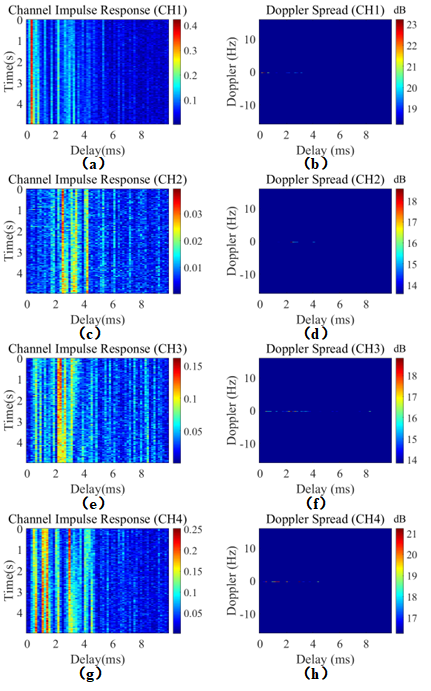 Channel Impulse Response (CH1)
Time(s)
0
1
2
3
4
0 2 4 6 8
Delay(ms)
0.4
0.3
0.2
0.1
(a)
Doppler Spread (CH1)
dB
Doppler (Hz)
10
0
-10
0 2 4 6 8
Delay(ms)
23
22
21
20
19
(b)
Channel Impulse Response (CH2)
Time(s)
0
1
2
3
4
0 2 4 6 8
Delay(ms)
0.03
0.02
0.01
(c)
Doppler Spread (CH2)
dB
Doppler (Hz)
10
0
-10
0 2 4 6 8
Delay(ms)
18
17
16
15
14
(d)
Channel Impulse Response (CH3)
Time(s)
0
1
2
3
4
0 2 4 6 8
Delay(ms)
0.15
0.1
0.05
(e)
Doppler Spread (CH3)
dB
Doppler (Hz)
10
0
-10
0 2 4 6 8
Delay(ms)
18
17
16
15
14
(f)
Channel Impulse Response (CH4)
Time(s)
0
1
2
3
4
0 2 4 6 8
Delay(ms)
0.25
0.2
0.15
0.1
0.05
(g)
Doppler Spread (CH4)
dB
Doppler (Hz)
10
0
-10
0 2 4 6 8
Delay(ms)
21
20
19
18
17
(h)